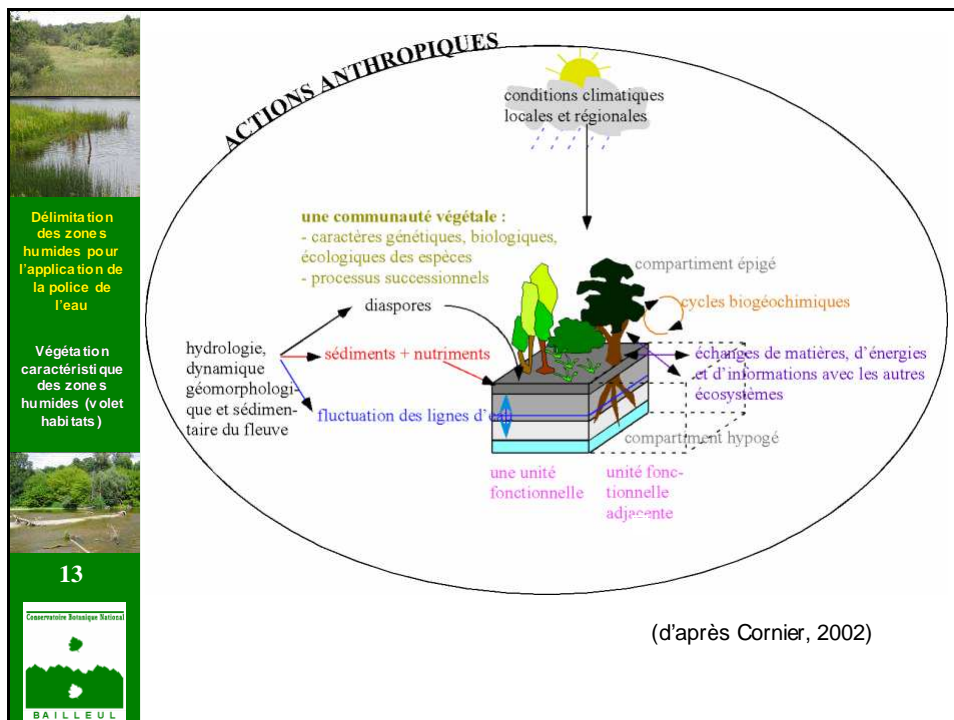 Délimitation
des zones
humides pour
l'application de
la police de
l'eau
Végétation
caractéristique
des zones
humides (volet
habitats)
13
Conservatoire Botanique National
BAILLEUL
ACTIONS ANTHROPIQUES
conditions climatiques
locales et régionales
une communauté végétale :
- caractères génétiques, biologiques,
écologiques des espèces
- processus successionnels
diaspores
compartiment épigé
cycles biogéochimiques
hydrologie,
dynamique
géomorphologi-
que et sédimen-
taire du fleuve
sédiments + nutriments
échanges de matières, d'énergies
et d'informations avec les autres
écosystèmes
fluctuation des lignes d'eau
compartiment hypogé
une unité
fonctionnelle
unité fonc-
tionnelle
adjacente
(d'après Cornier, 2002)